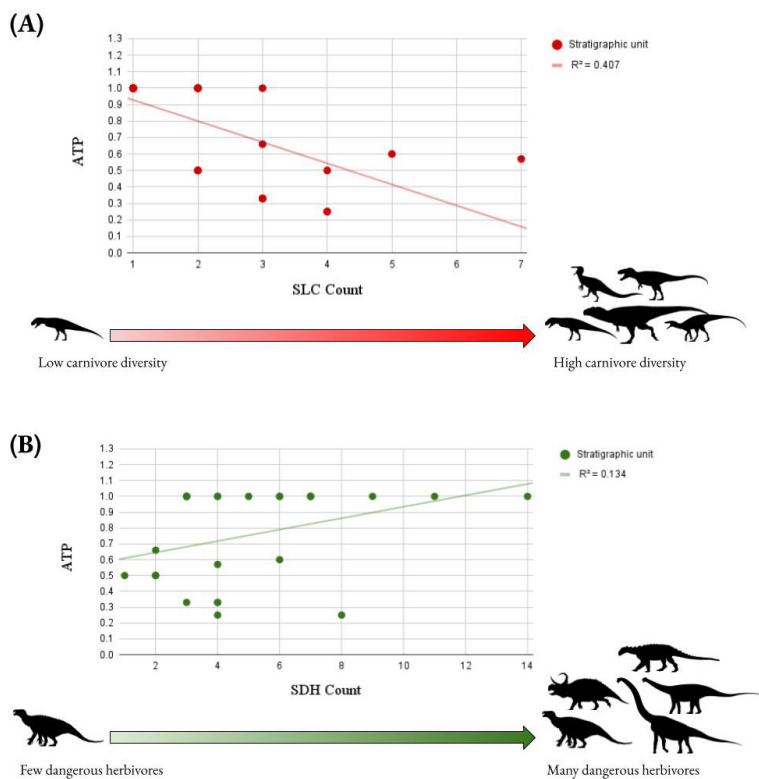 (A)
1.3
1.2
1.1
1.0
0.9
0.8
0.7
0.6
0.5
0.4
0.3
0.2
0.1
0.0
ATP
1 2 3 4 5 6 7
SLC Count
Stratigraphic unit
R² = 0.407
Low carnivore diversity
High carnivore diversity
(B)
1.3
1.2
1.1
1.0
0.9
0.8
0.7
0.6
0.5
0.4
0.3
0.2
0.1
0.0
ATP
2 4 6 8 10 12 14
SDH Count
Stratigraphic unit
R² = 0.134
Few dangerous herbivores
Many dangerous herbivores